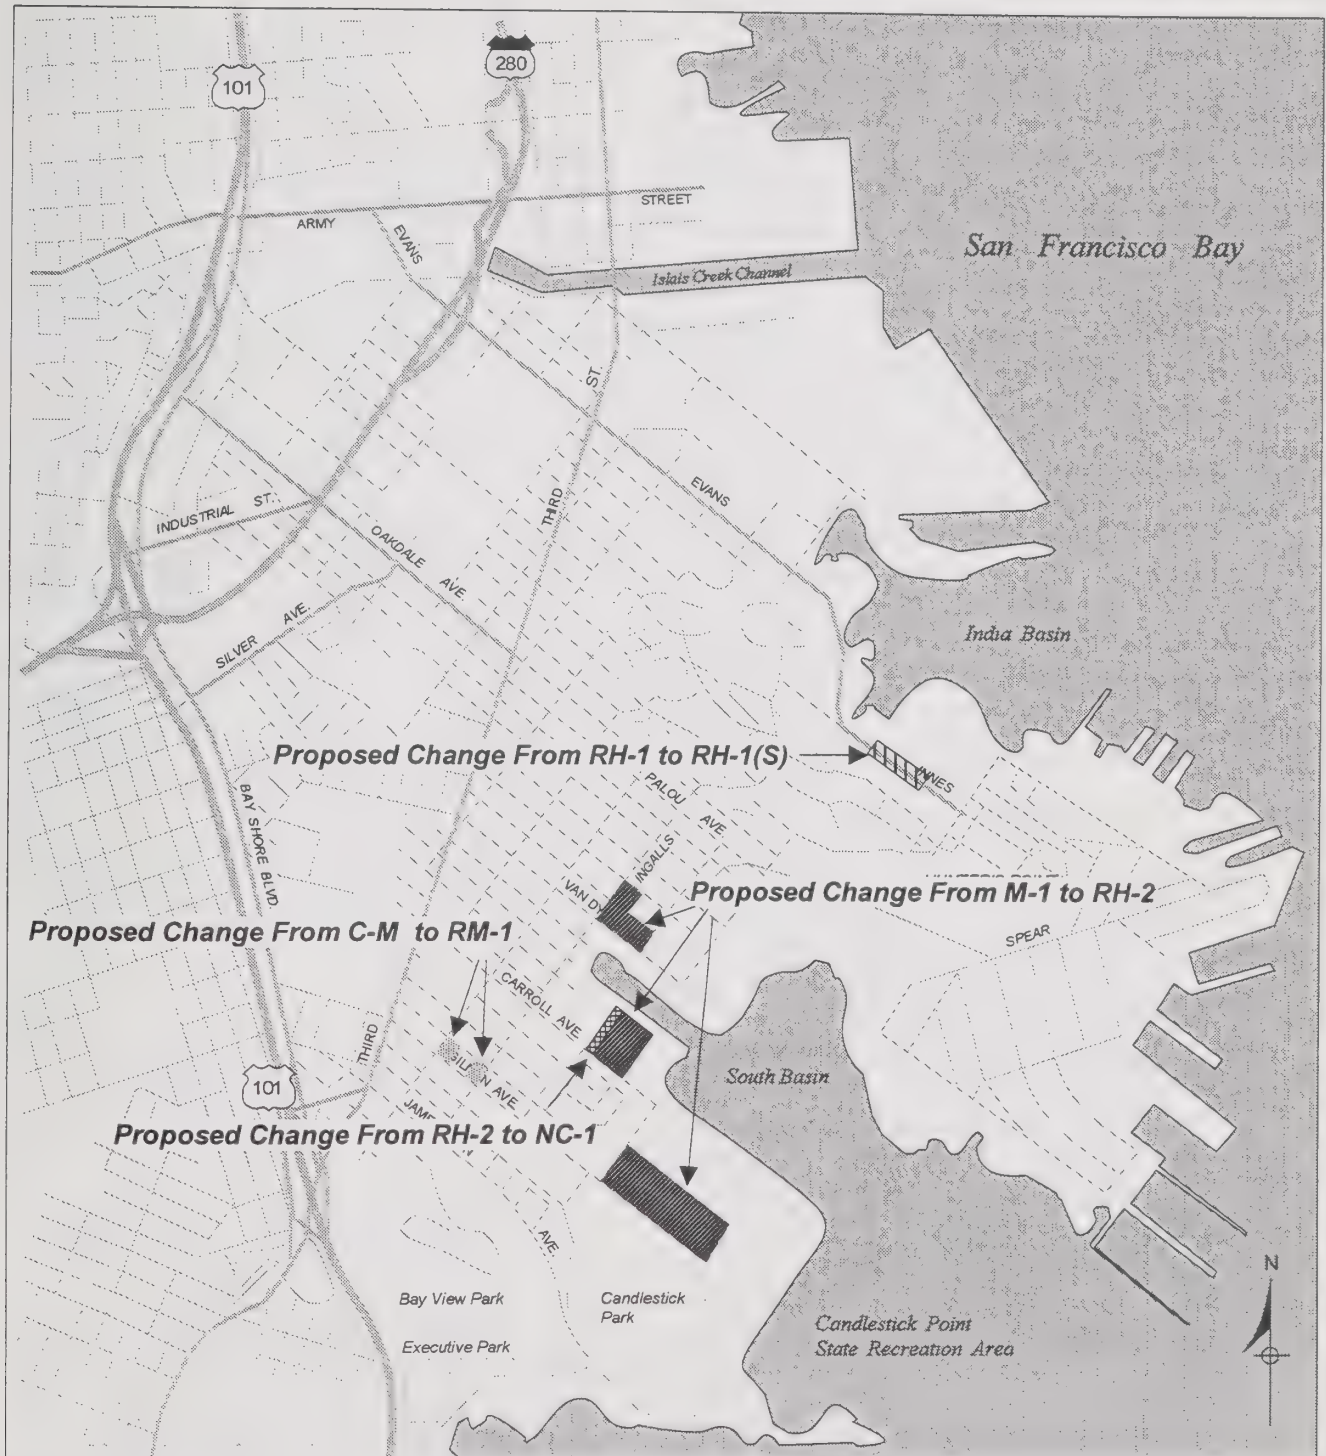 101
280
ARMY
STREET
EVANS
San Francisco Bay
Islais Creek Channel
ST.
EVANS
THIRD
INDUSTRIAL ST.
OAKDALE AVE.
SILVER AVE.
India Basin
Proposed Change From RH-1 to RH-1(S)
INNES
PALOU AVE
BAY SHORE BLVD.
INGALLS
VAN D
Proposed Change From M-1 to RH-2
Proposed Change From C-M to RM-1
SPEAR
CARROLL AVE
THIRD
AVE
101
South Basin
Proposed Change From RH-2 to NC-1
AVE
Bay View Park
Candlestick
Park
Executive Park
Candlestick Point
State Recreation Area
N